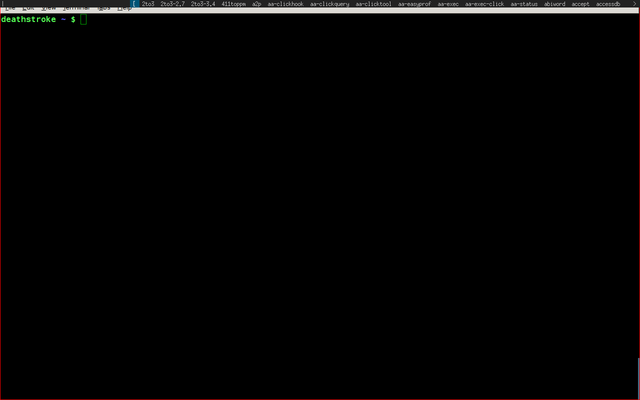 [ 2to3 2to3-2.7 2to3-3.4 411toppm a2p aa-clickhook aa-clickquery aa-clicktool aa-easyprof aa-exec aa-exec-click aa-status abiword accept accessdb >
File Edit View Terminal Tabs Help
deathstroke ~ $